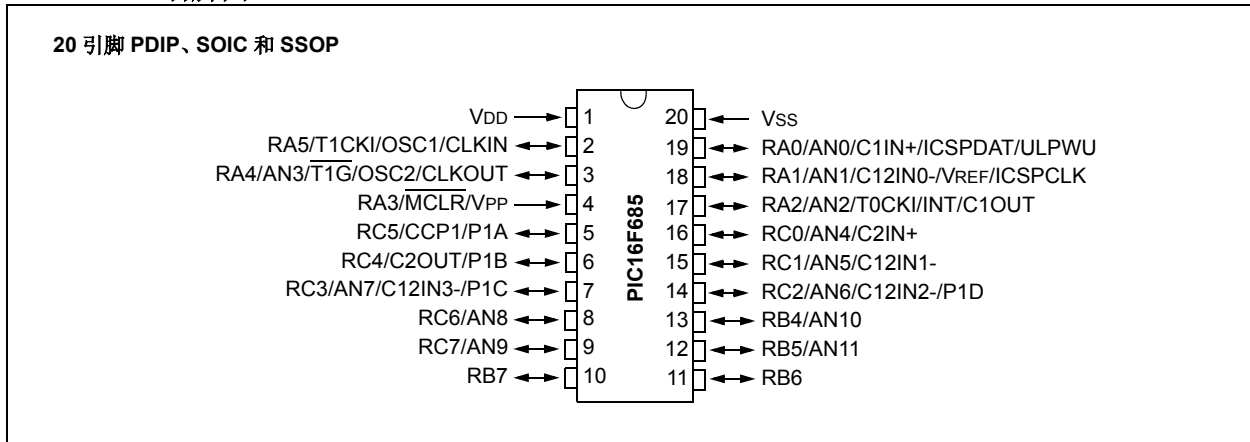 20 引脚 PDIP、SOIC 和 SSOP
VDD 1 20 VSS
RA5/T1CKI/OSC1/CLKIN 2 19 RA0/AN0/C1IN+/ICSPDAT/ULPWU
RA4/AN3/T1G/OSC2/CLKOUT 3 18 RA1/AN1/C12IN0-/VREF/ICSPCLK
RA3/MCLR/VPP 4 17 RA2/AN2/T0CKI/INT/C1OUT
RC5/CCP1/P1A 5 16 RC0/AN4/C2IN+
RC4/C2OUT/P1B 6 15 RC1/AN5/C12IN1-
RC3/AN7/C12IN3-/P1C 7 14 RC2/AN6/C12IN2-/P1D
RC6/AN8 8 13 RB4/AN10
RC7/AN9 9 12 RB5/AN11
RB7 10 11 RB6
PIC16F685